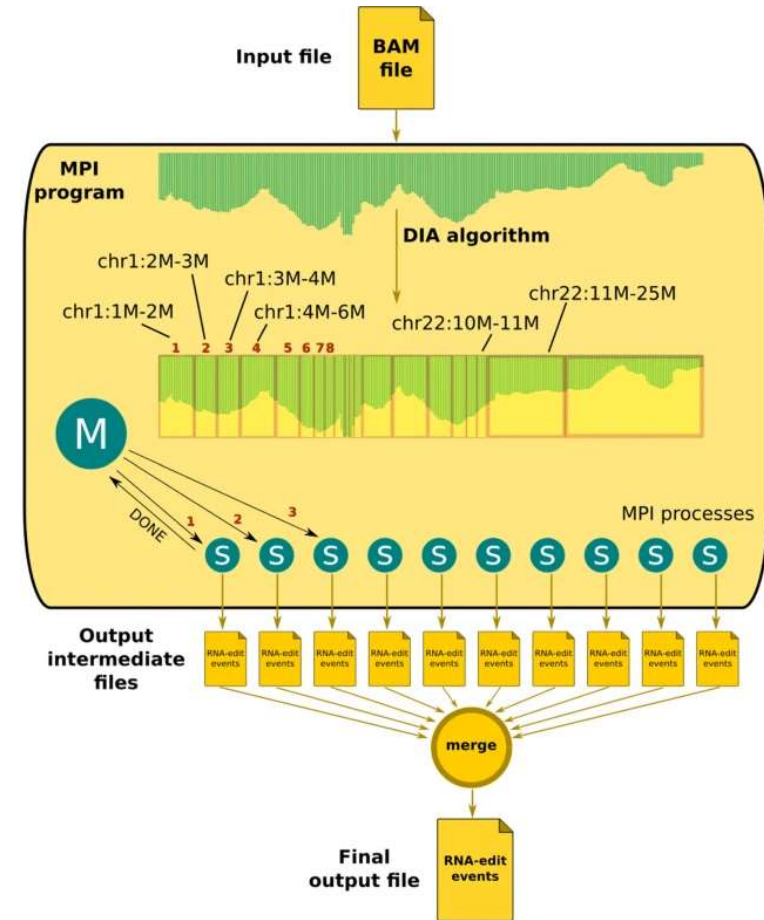 Input file
BAM
file
MPI
program
DIA algorithm
chr1:2M-3M
chr1:3M-4M
chr1:1M-2M
chr1:4M-6M
chr22:11M-25M
chr22:10M-11M
1 2 3 4 5 6 7 8
M
DONE
1
2
3
MPI processes
S S S S S S S S S S
Output
intermediate
files
RNA-edit
events
RNA-edit
events
RNA-edit
events
RNA-edit
events
RNA-edit
events
RNA-edit
events
RNA-edit
events
RNA-edit
events
RNA-edit
events
RNA-edit
events
merge
Final
output file
RNA-edit
events